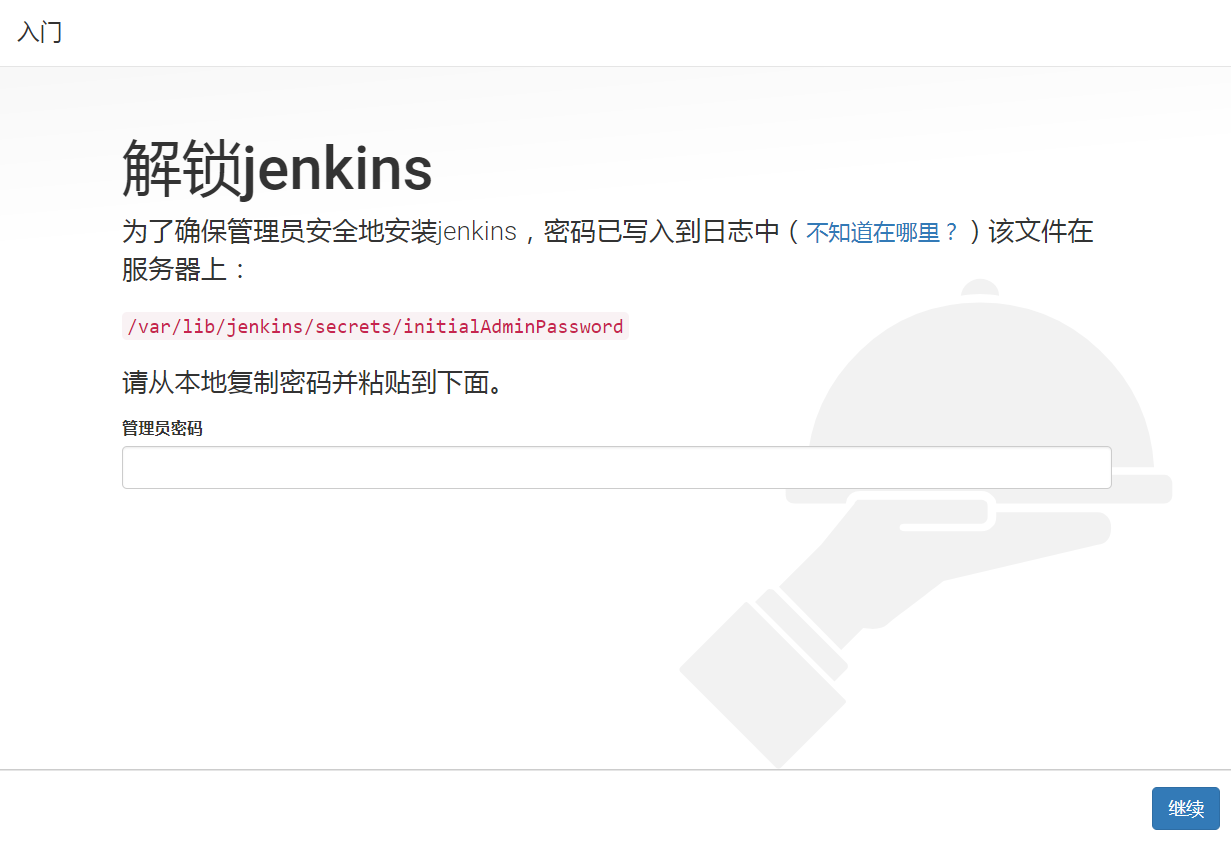 入门
解锁jenkins
为了确保管理员安全地安装jenkins，密码已写入到日志中（不知道在哪里？）该文件在
服务器上：
/var/lib/jenkins/secrets/initialAdminPassword
请从本地复制密码并粘贴到下面。
管理员密码
继续